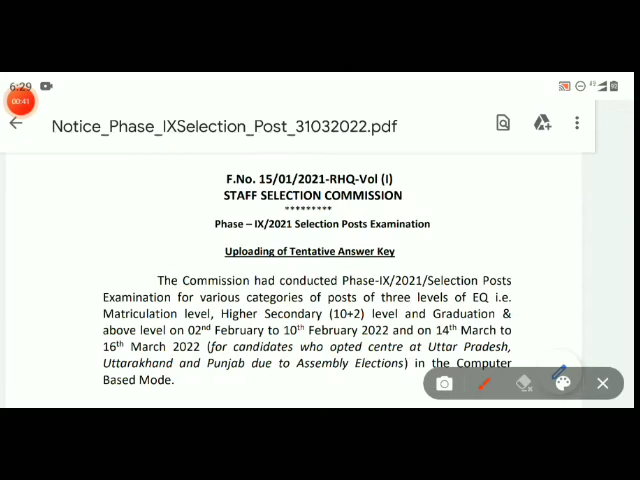 6:29
00:41
Notice_Phase_IXSelection_Post_31032022.pdf
F.No. 15/01/2021-RHQ-Vol (I)
STAFF SELECTION COMMISSION
*********
Phase – IX/2021 Selection Posts Examination
Uploading of Tentative Answer Key
The Commission had conducted Phase-IX/2021/Selection Posts
Examination for various categories of posts of three levels of EQ i.e.
Matriculation level, Higher Secondary (10+2) level and Graduation &
above level on 02nd February to 10th February 2022 and on 14th March to
16th March 2022 (for candidates who opted centre at Uttar Pradesh,
Uttarakhand and Punjab due to Assembly Elections) in the Computer
Based Mode.